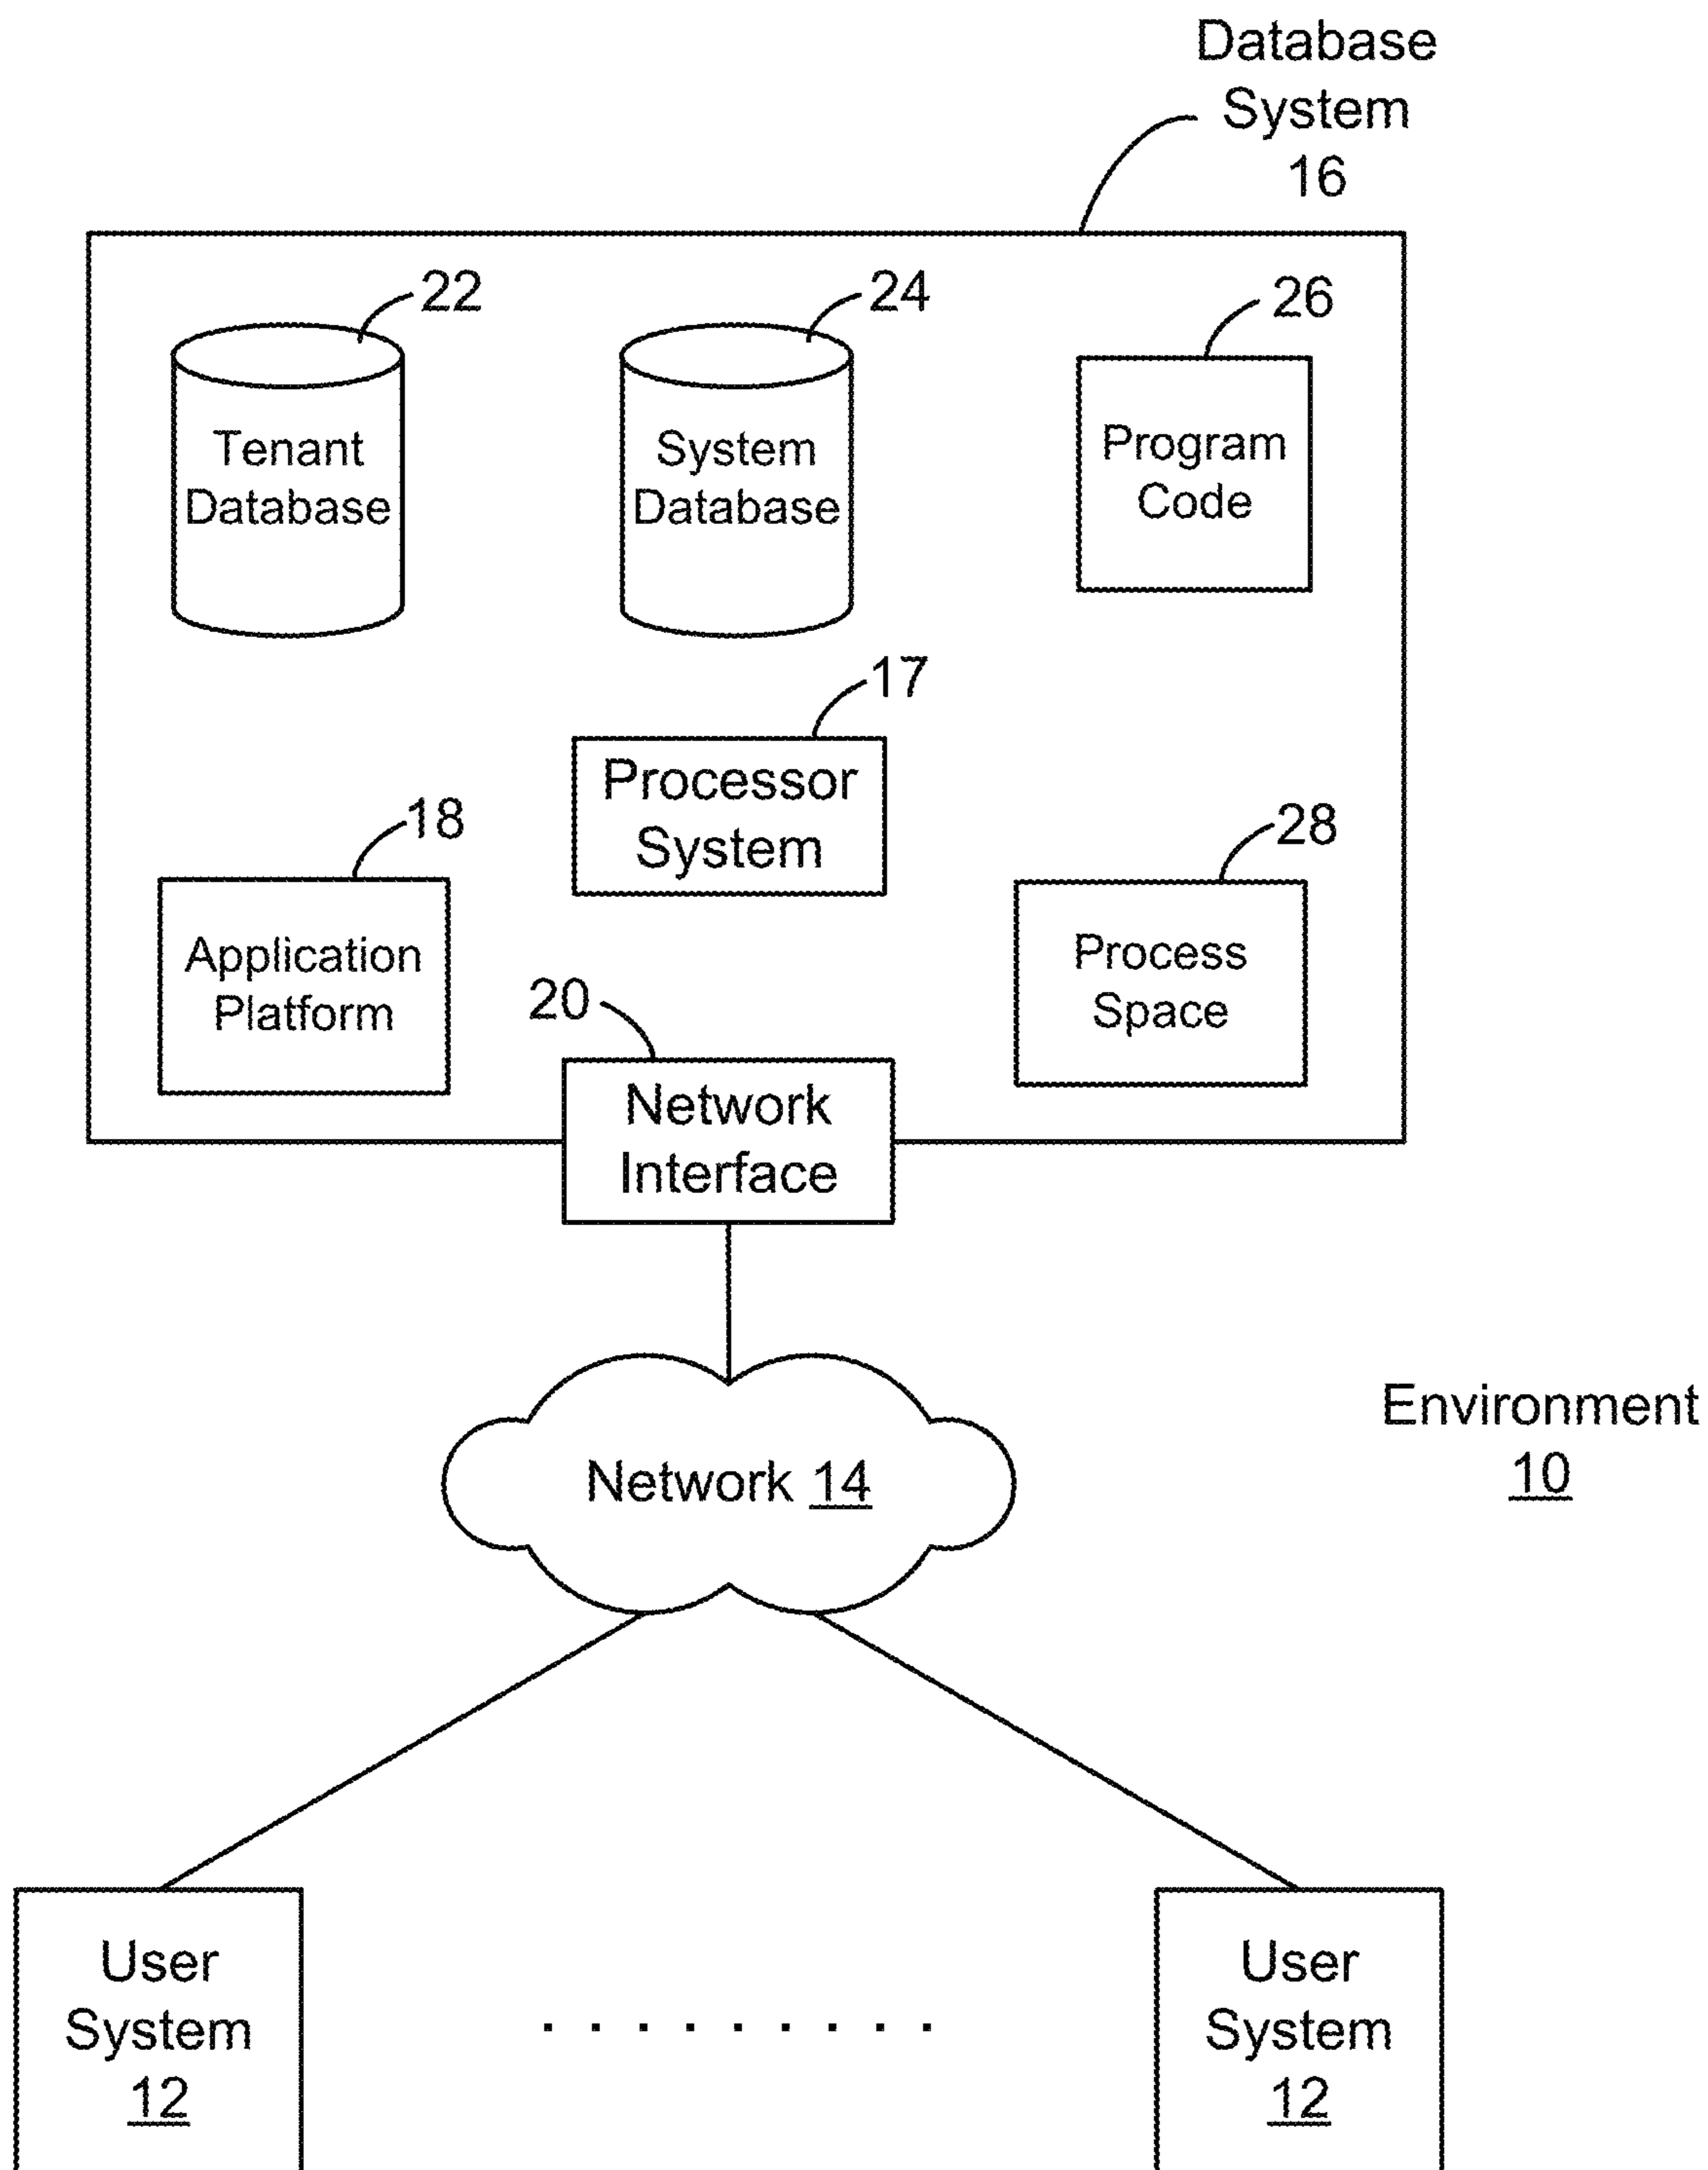 Database
System
16
22
24
26
Tenant
Database
System
Database
Program
Code
17
Processor
System
18
28
Application
Platform
Process
Space
20
Network
Interface
Network 14
Environment
10
User
System
12
User
System
12